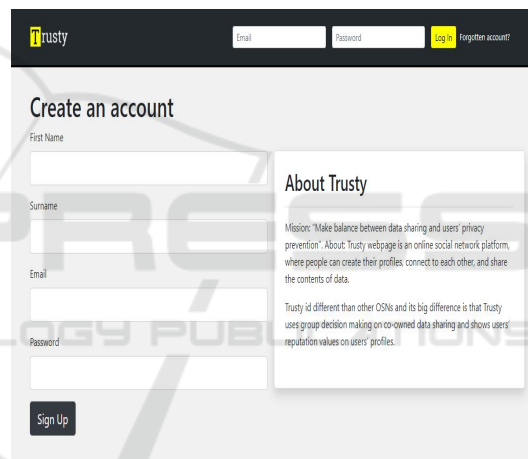 Trusty
Email
Password
Log In
Forgotten account?
Create an account
First Name
Surname
Email
Password
Sign Up
About Trusty
Mission: "Make balance between data sharing and users' privacy
prevention". About: Trusty webpage is an online social network platform,
where people can create their profiles, connect to each other, and share
the contents of data.
Trusty id different than other OSNs and its big difference is that Trusty
uses group decision making on co-owned data sharing and shows users'
reputation values on users' profiles.